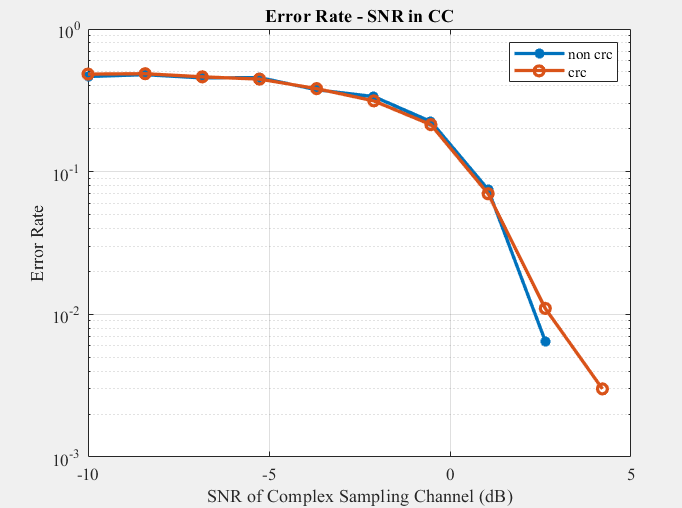 Error Rate - SNR in CC
10^0
non crc
crc
10^-1
Error Rate
10^-2
10^-3
-10
-5
0
5
SNR of Complex Sampling Channel (dB)